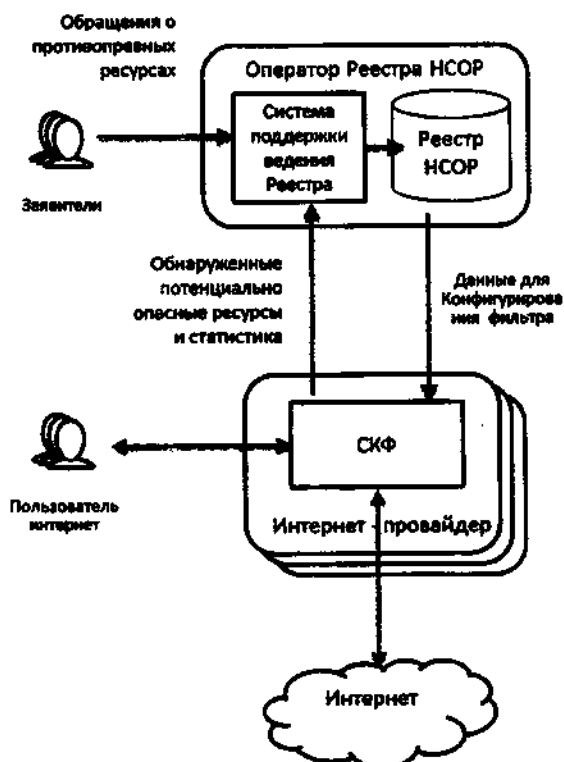 Обращения о
противоправных
ресурсах
Оператор Реестра НСОР
Система
поддержки
ведения
Реестра
Реестр
НСОР
Заявители
Обнаруженные
потенциально
опасные ресурсы
и статистика
Данные для
Конфигурирова
ния фильтра
СКФ
Пользователь
интернет
Интернет провайдер
Интернет